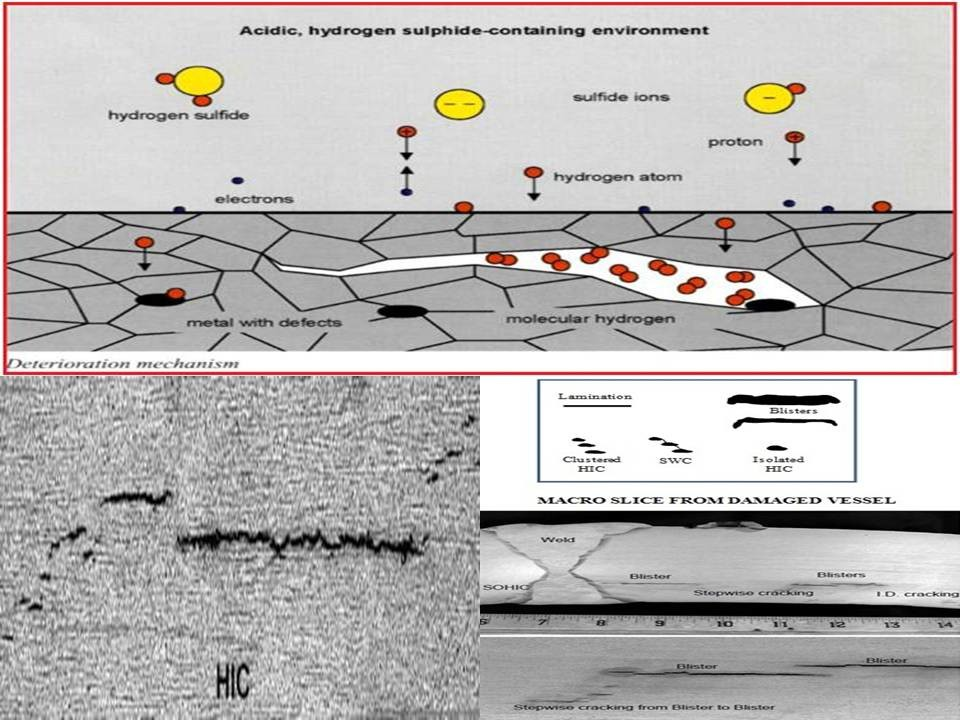 Acidic, hydrogen sulphide-containing environment
hydrogen sulfide
sulfide ions
proton
hydrogen atom
electrons
metal with defects
molecular hydrogen
Deterioration mechanism
HIC
Lamination
Blisters
Clustered
HIC
SWC
Isolated
HIC
MACRO SLICE FROM DAMAGED VESSEL
Weld
Blister
Blisters
SOHIC
Stepwise cracking
I.D. cracking
6 7 8 9 10 11 12 13 14
Blister
Blister
Stepwise cracking from Blister to Blister